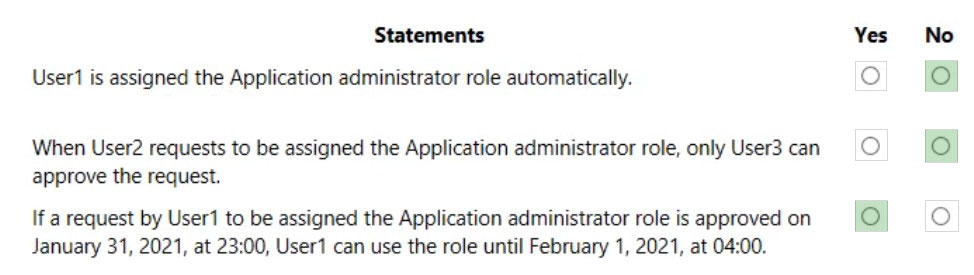 Statements Yes No
User1 is assigned the Application administrator role automatically.
When User2 requests to be assigned the Application administrator role, only User3 can
approve the request.
If a request by User1 to be assigned the Application administrator role is approved on
January 31, 2021, at 23:00, User1 can use the role until February 1, 2021, at 04:00.